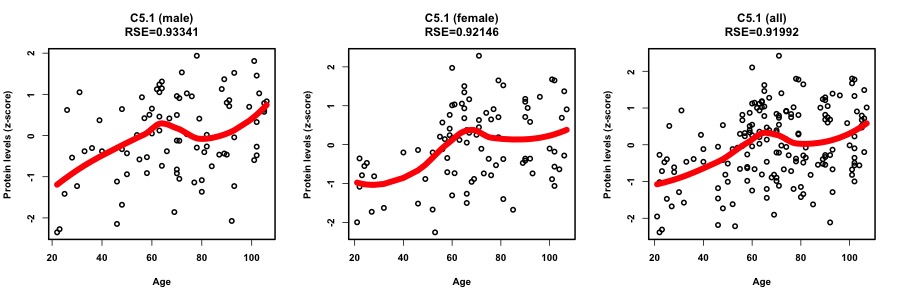 C5.1 (male)
RSE=0.93341
Protein levels (z-score)
2
1
0
-1
-2
20 40 60 80 100
Age
C5.1 (female)
RSE=0.92146
Protein levels (z-score)
2
1
0
-1
-2
20 40 60 80 100
Age
C5.1 (all)
RSE=0.91992
Protein levels (z-score)
2
1
0
-1
-2
20 40 60 80 100
Age